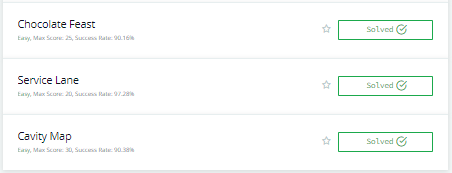 Chocolate Feast
Easy, Max Score: 25, Success Rate: 90.16%
Solved
Service Lane
Easy, Max Score: 20, Success Rate: 97.28%
Solved
Cavity Map
Easy, Max Score: 30, Success Rate: 90.38%
Solved